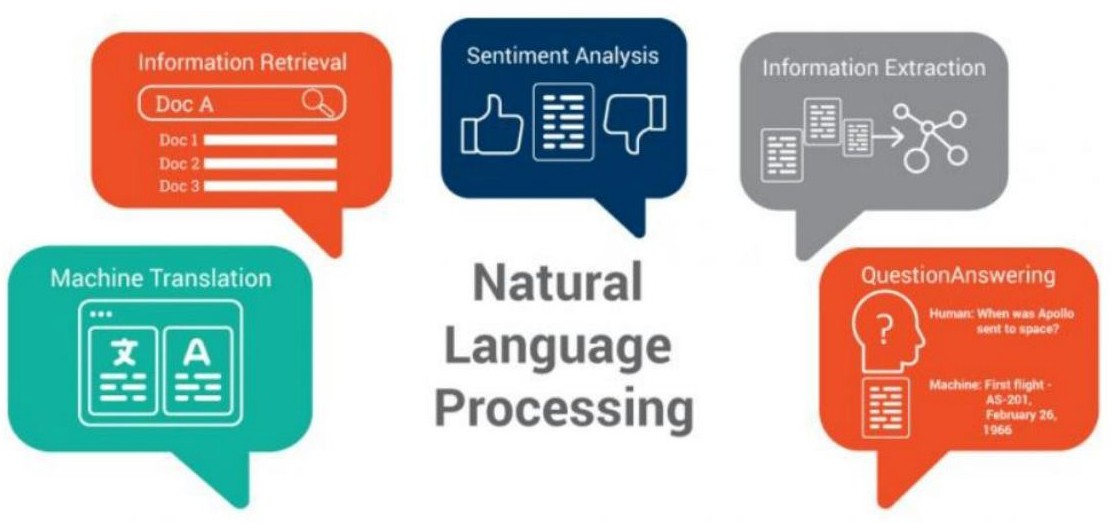 Information Retrieval
Doc A
Doc 1
Doc 2
Doc 3
Sentiment Analysis
Information Extraction
Machine Translation
文 A
Natural
Language
Processing
QuestionAnswering
?
Human: When was Apollo
sent to space?
Machine: First flight -
AS-201,
February 26,
1966